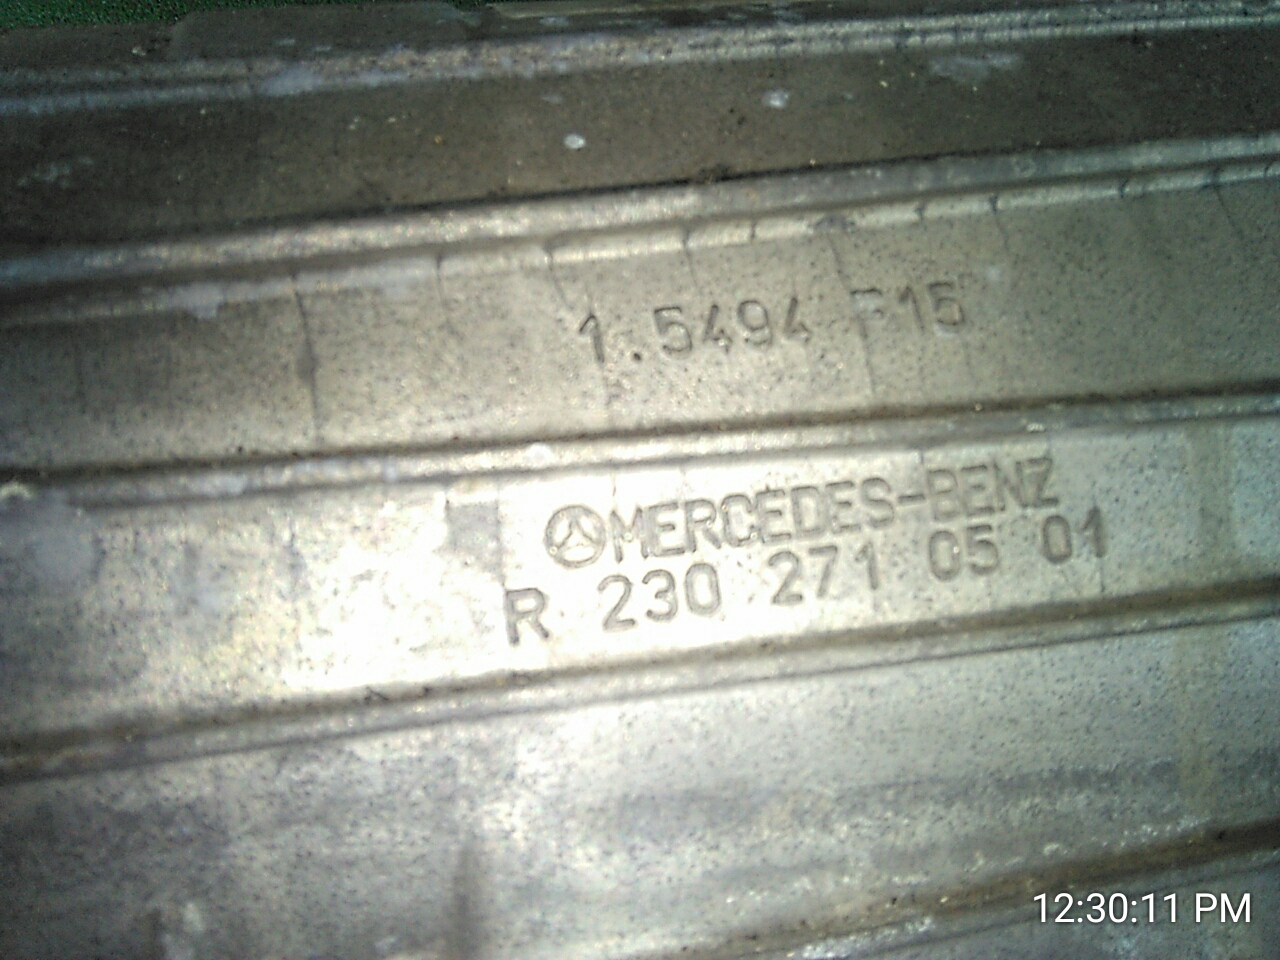 1.5494 F15
MERCEDES-BENZ
R 230 271 05 01
12:30:11 PM